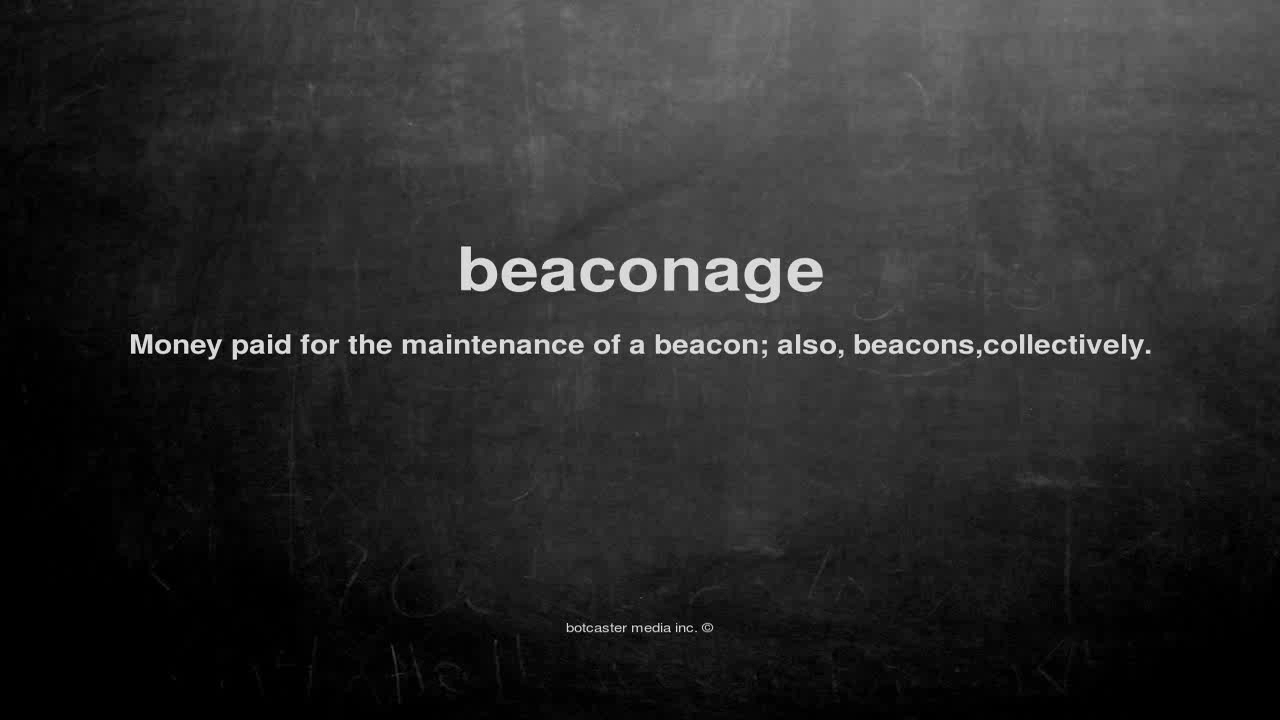 beaconage
Money paid for the maintenance of a beacon; also, beacons,collectively.
botcaster media inc. ©